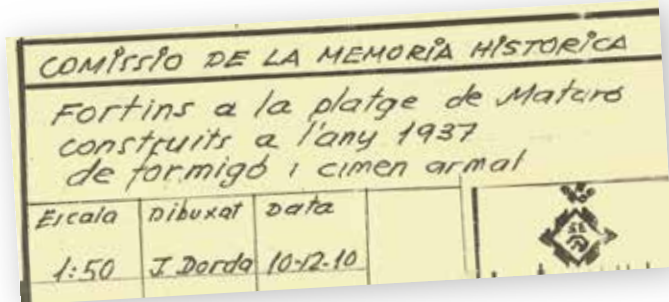 COMISSIO DE LA MEMORIA HISTORICA
Fortins a la platge de Mataró
construits a l'any 1937
de formigó i cimen armat
Escala Dibuxat Data
1:50 J. Dorda 10-12-10